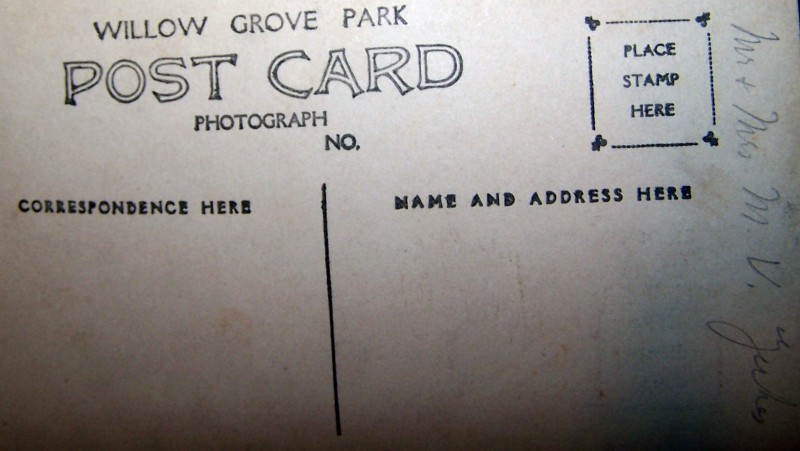 WILLOW GROVE PARK
POST CARD
PHOTOGRAPH
NO.
PLACE
STAMP
HERE
CORRESPONDENCE HERE
NAME AND ADDRESS HERE
Mr & Mrs. M. V.